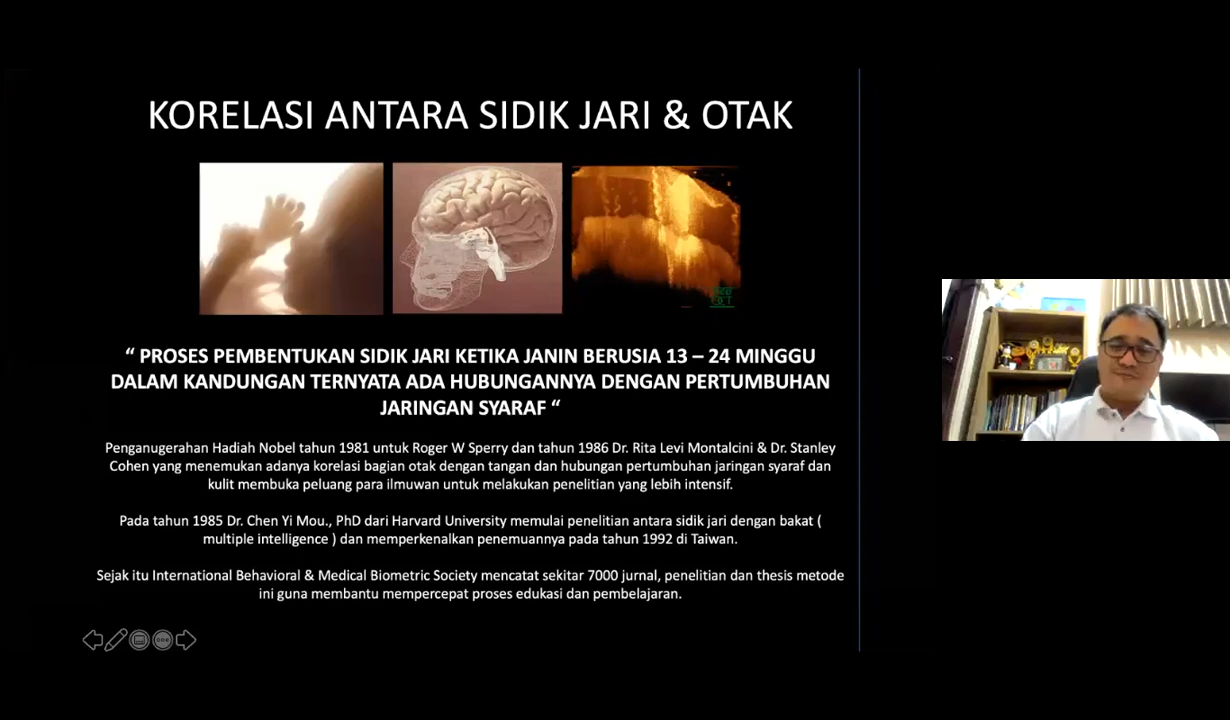 KORELASI ANTARA SIDIK JARI & OTAK
“ PROSES PEMBENTUKAN SIDIK JARI KETIKA JANIN BERUSIA 13 – 24 MINGGU
DALAM KANDUNGAN TERNYATA ADA HUBUNGANNYA DENGAN PERTUMBUHAN
JARINGAN SYARAF “
Penganugerahan Hadiah Nobel tahun 1981 untuk Roger W Sperry dan tahun 1986 Dr. Rita Levi Montalcini & Dr. Stanley
Cohen yang menemukan adanya korelasi bagian otak dengan tangan dan hubungan pertumbuhan jaringan syaraf dan
kulit membuka peluang para ilmuwan untuk melakukan penelitian yang lebih intensif.
Pada tahun 1985 Dr. Chen Yi Mou., PhD dari Harvard University memulai penelitian antara sidik jari dengan bakat (
multiple intelligence ) dan memperkenalkan penemuannya pada tahun 1992 di Taiwan.
Sejak itu International Behavioral & Medical Biometric Society mencatat sekitar 7000 jurnal, penelitian dan thesis metode
ini guna membantu mempercepat proses edukasi dan pembelajaran.